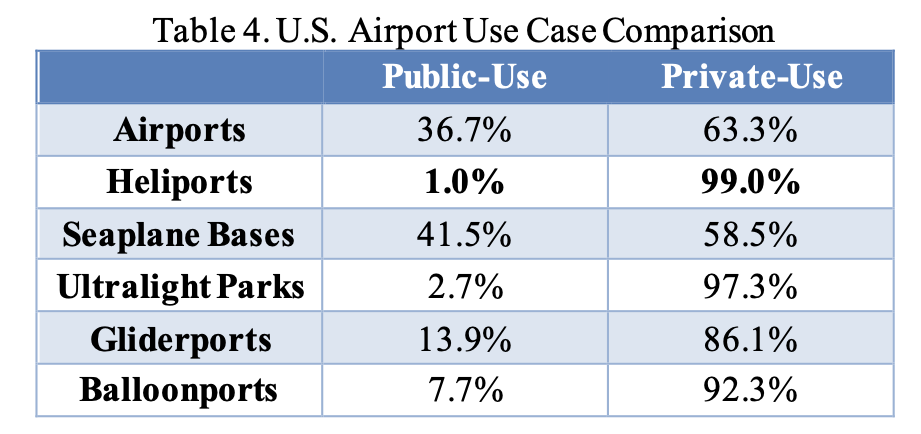 Table 4. U.S. Airport Use Case Comparison
Public-Use Private-Use
Airports 36.7% 63.3%
Heliports 1.0% 99.0%
Seaplane Bases 41.5% 58.5%
Ultralight Parks 2.7% 97.3%
Gliderports 13.9% 86.1%
Balloonports 7.7% 92.3%